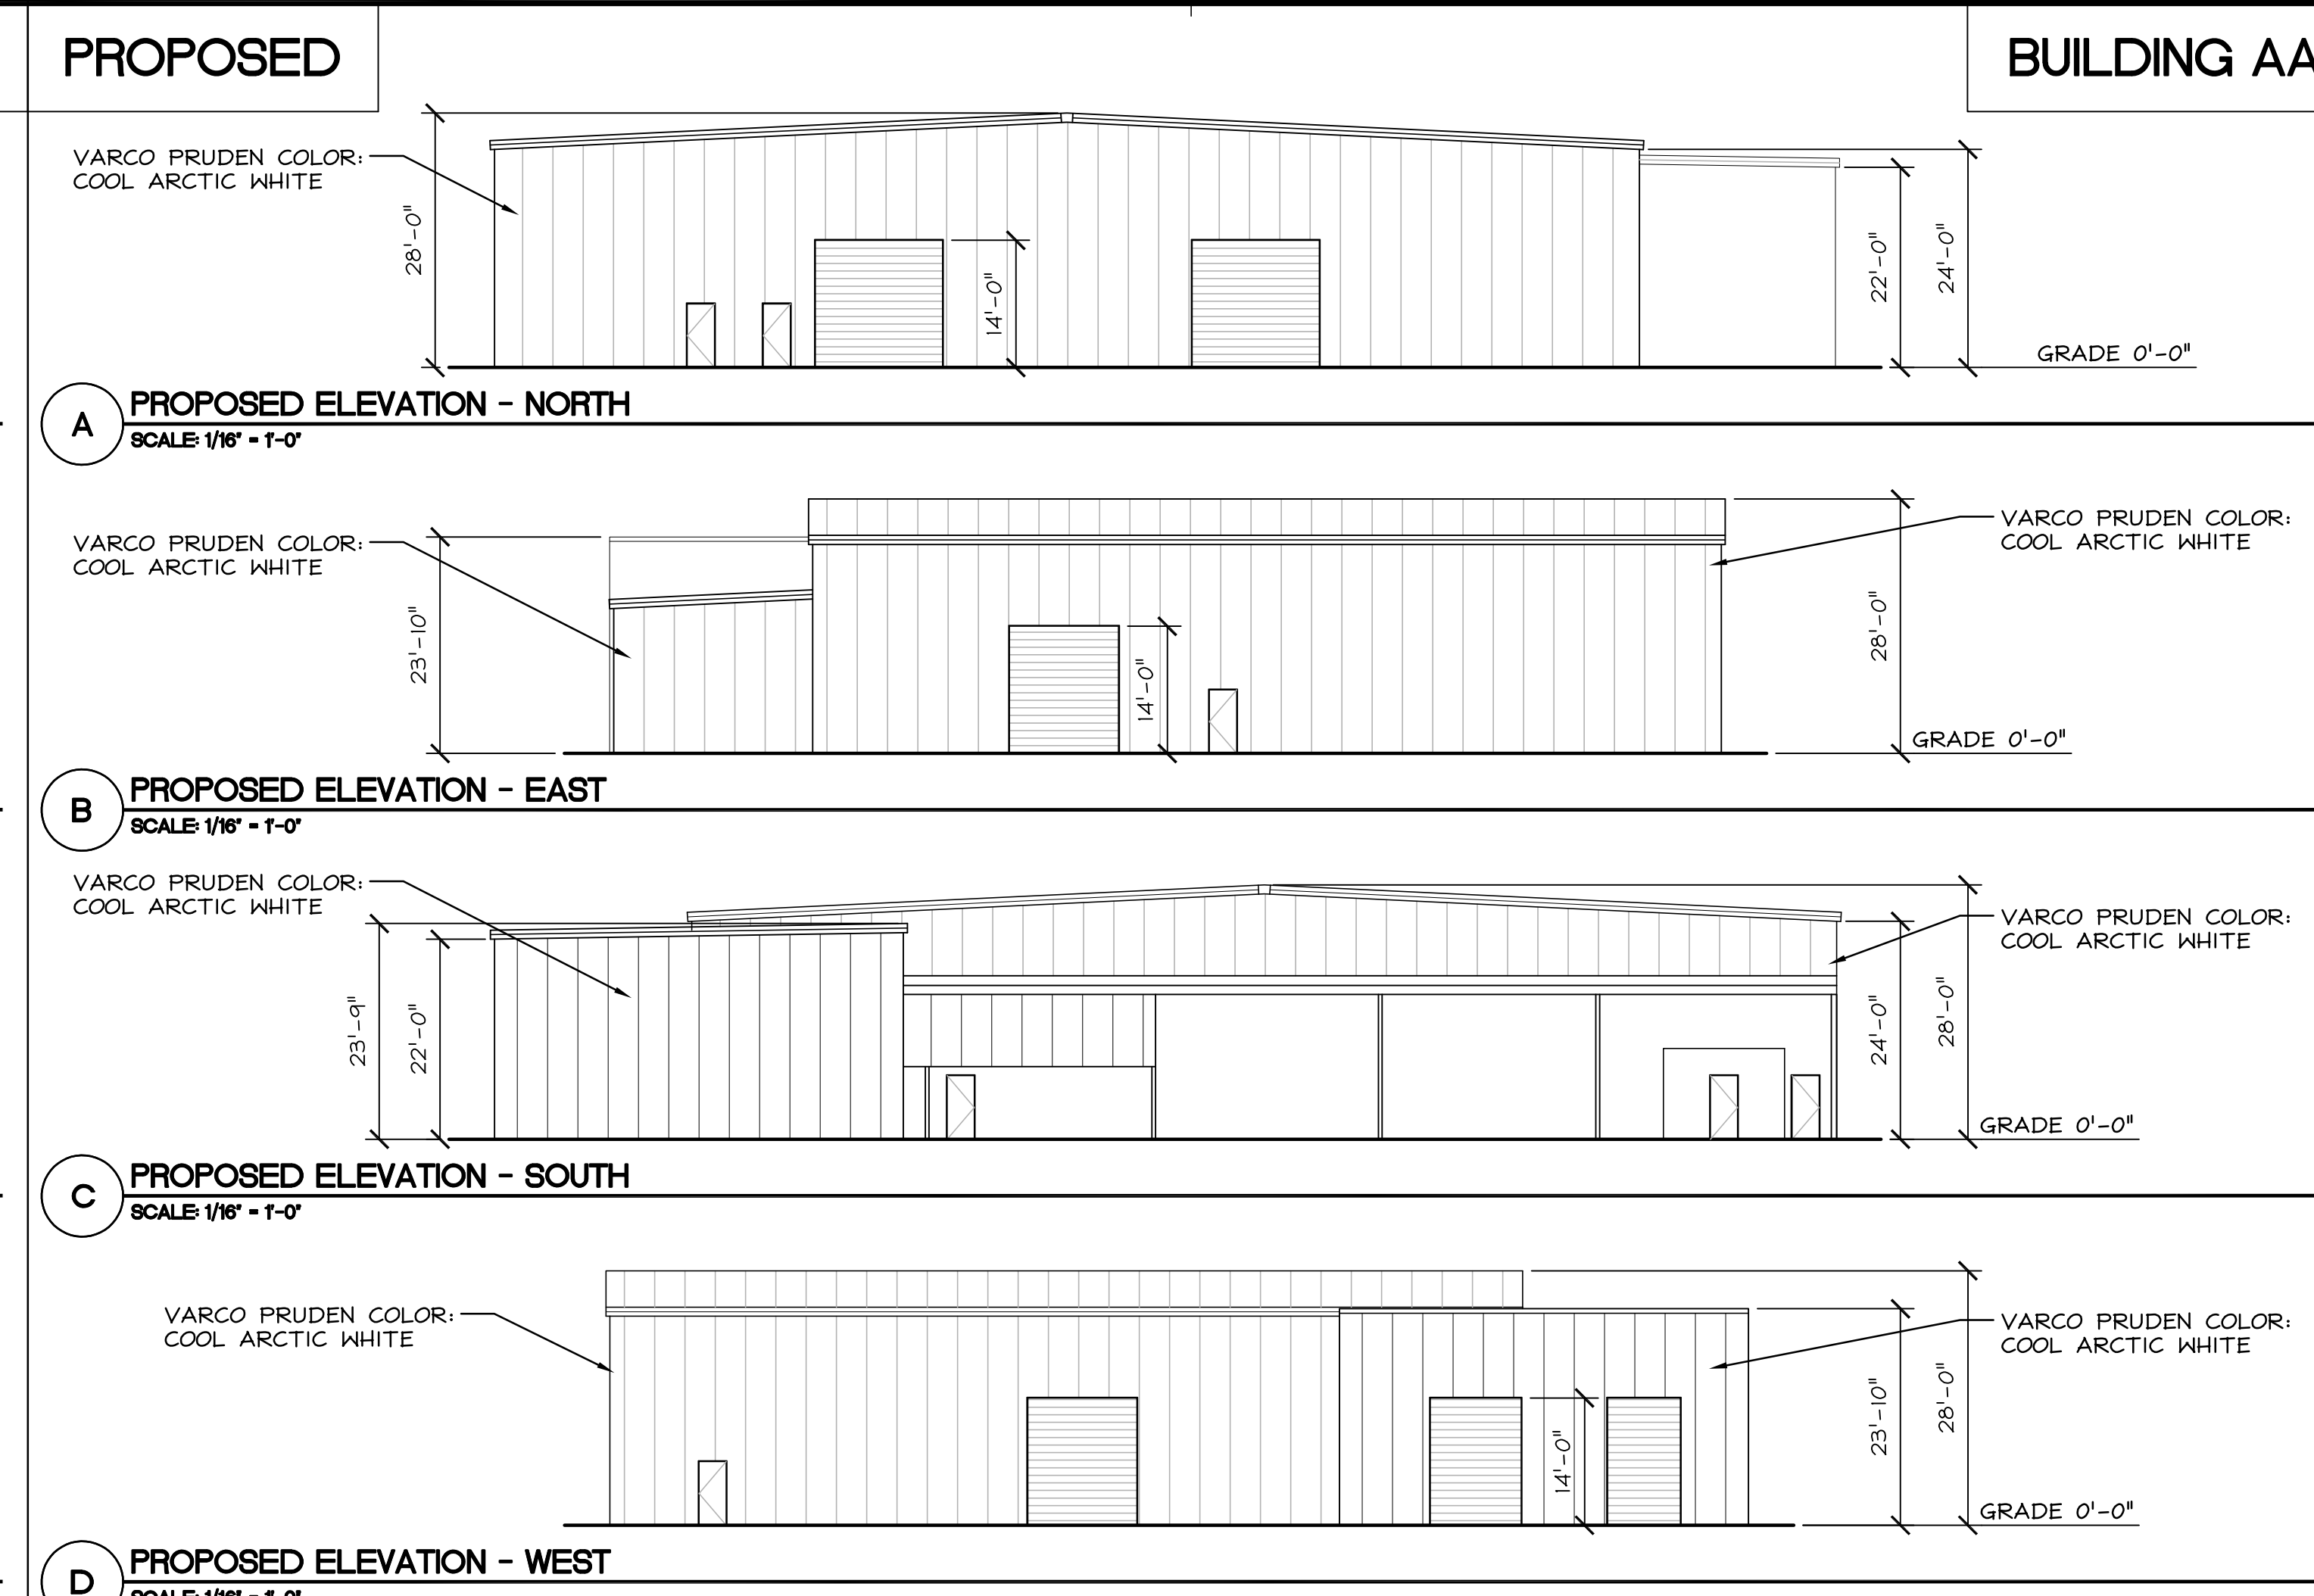 PROPOSED
BUILDING AA
VARCO PRUDEN COLOR:
COOL ARCTIC WHITE
28'-0"
14'-0"
22'-0"
24'-0"
GRADE 0'-0"
A
PROPOSED ELEVATION - NORTH
SCALE: 1/16" = 1'-0"
VARCO PRUDEN COLOR:
COOL ARCTIC WHITE
23'-10"
14'-0"
28'-0"
VARCO PRUDEN COLOR:
COOL ARCTIC WHITE
GRADE 0'-0"
B
PROPOSED ELEVATION - EAST
SCALE: 1/16" = 1'-0"
VARCO PRUDEN COLOR:
COOL ARCTIC WHITE
23'-9"
22'-0"
24'-0"
28'-0"
VARCO PRUDEN COLOR:
COOL ARCTIC WHITE
GRADE 0'-0"
C
PROPOSED ELEVATION - SOUTH
SCALE: 1/16" = 1'-0"
VARCO PRUDEN COLOR:
COOL ARCTIC WHITE
14'-0"
23'-10"
28'-0"
VARCO PRUDEN COLOR:
COOL ARCTIC WHITE
GRADE 0'-0"
D
PROPOSED ELEVATION - WEST
SCALE: 1/16" = 1'-0"